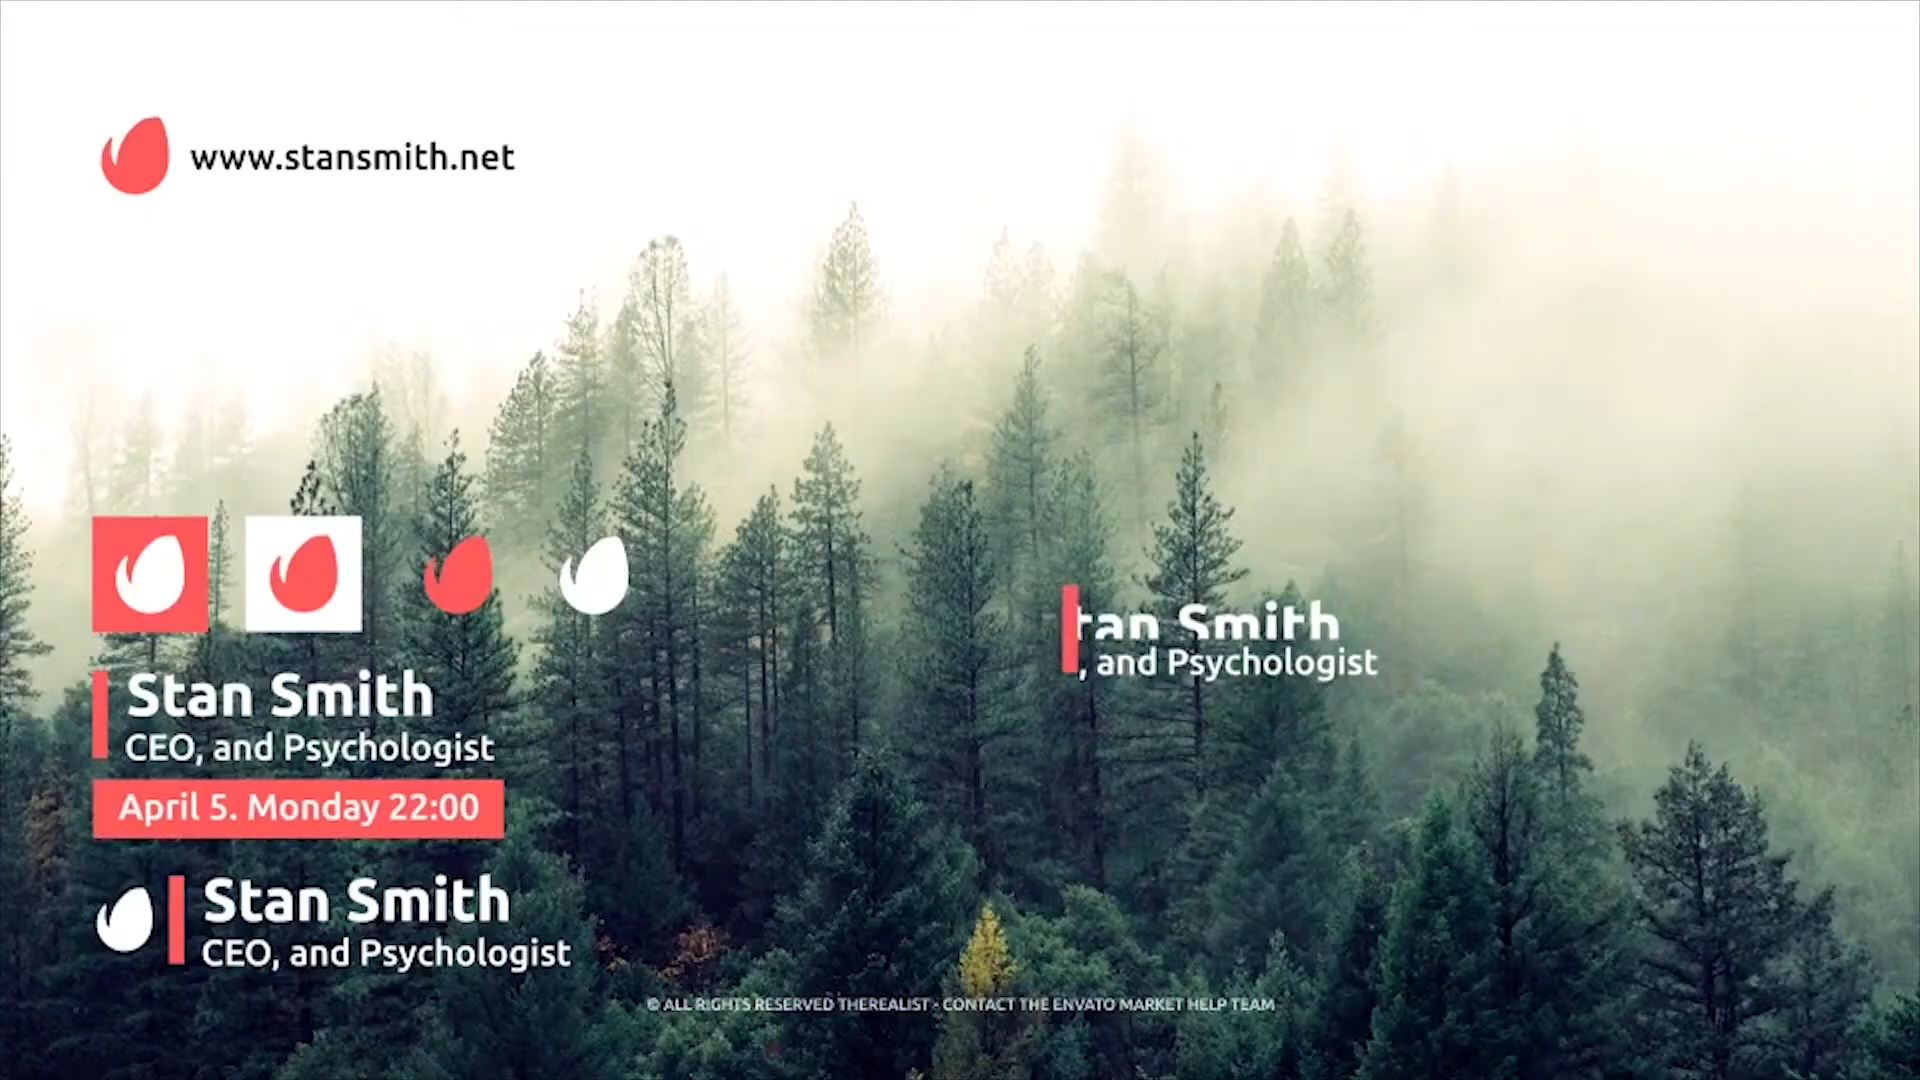 www.stansmith.net
Stan Smith
CEO, and Psychologist
April 5. Monday 22:00
Stan Smith
CEO, and Psychologist
tan Smith
, and Psychologist
© ALL RIGHTS RESERVED THEREALIST - CONTACT THE ENVATO MARKET HELP TEAM